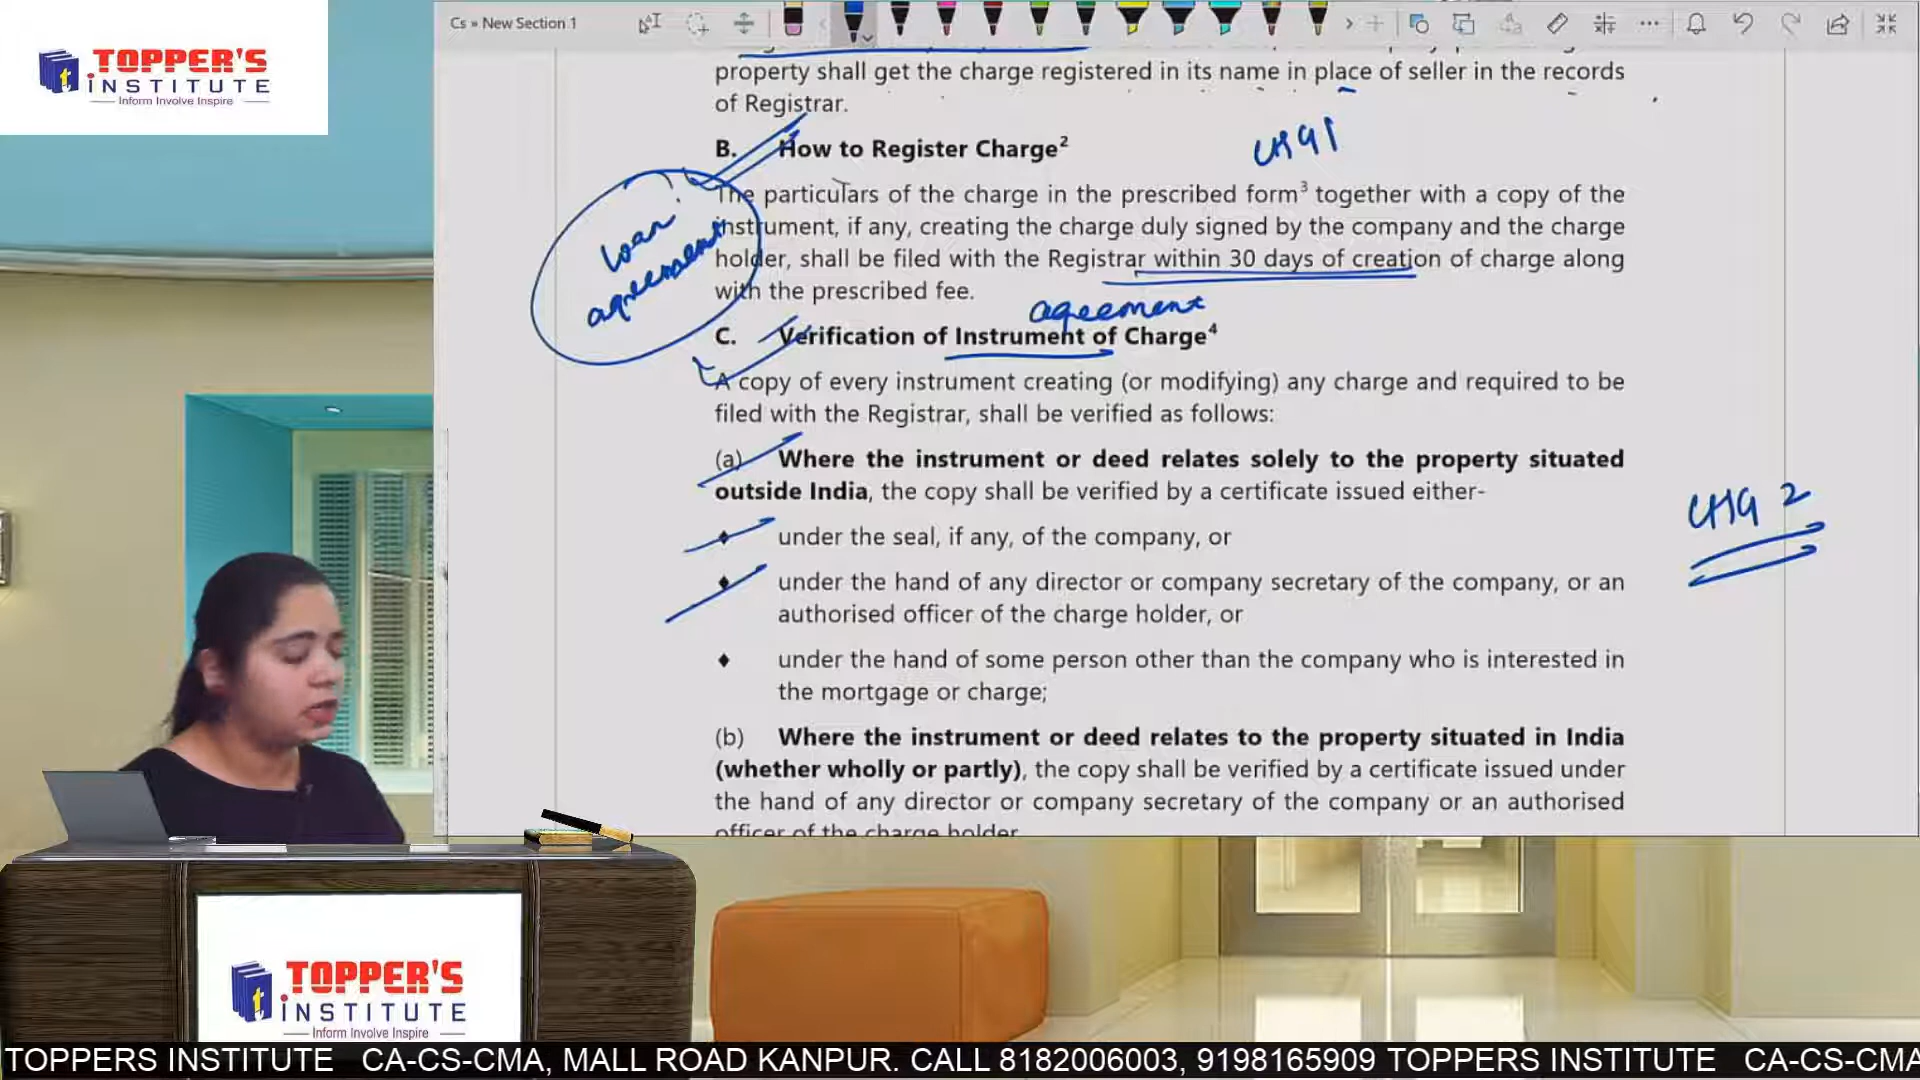 Cs » New Section 1
TOPPER'S
INSTITUTE
Inform Involve Inspire
property shall get the charge registered in its name in place of seller in the records
of Registrar.
CHG1
B. How to Register Charge2
The particulars of the charge in the prescribed form3 together with a copy of the
instrument, if any, creating the charge duly signed by the company and the charge
holder, shall be filed with the Registrar within 30 days of creation of charge along
with the prescribed fee.
loan
agreement
agreement
C. Verification of Instrument of Charge4
A copy of every instrument creating (or modifying) any charge and required to be
filed with the Registrar, shall be verified as follows:
(a) Where the instrument or deed relates solely to the property situated
outside India, the copy shall be verified by a certificate issued either-
CHG 2
♦ under the seal, if any, of the company, or
♦ under the hand of any director or company secretary of the company, or an
authorised officer of the charge holder, or
♦ under the hand of some person other than the company who is interested in
the mortgage or charge;
(b) Where the instrument or deed relates to the property situated in India
(whether wholly or partly), the copy shall be verified by a certificate issued under
the hand of any director or company secretary of the company or an authorised
officer of the charge holder
TOPPER'S
INSTITUTE
Inform Involve Inspire
TOPPERS INSTITUTE CA-CS-CMA, MALL ROAD KANPUR. CALL 8182006003, 9198165909 TOPPERS INSTITUTE CA-CS-CMA